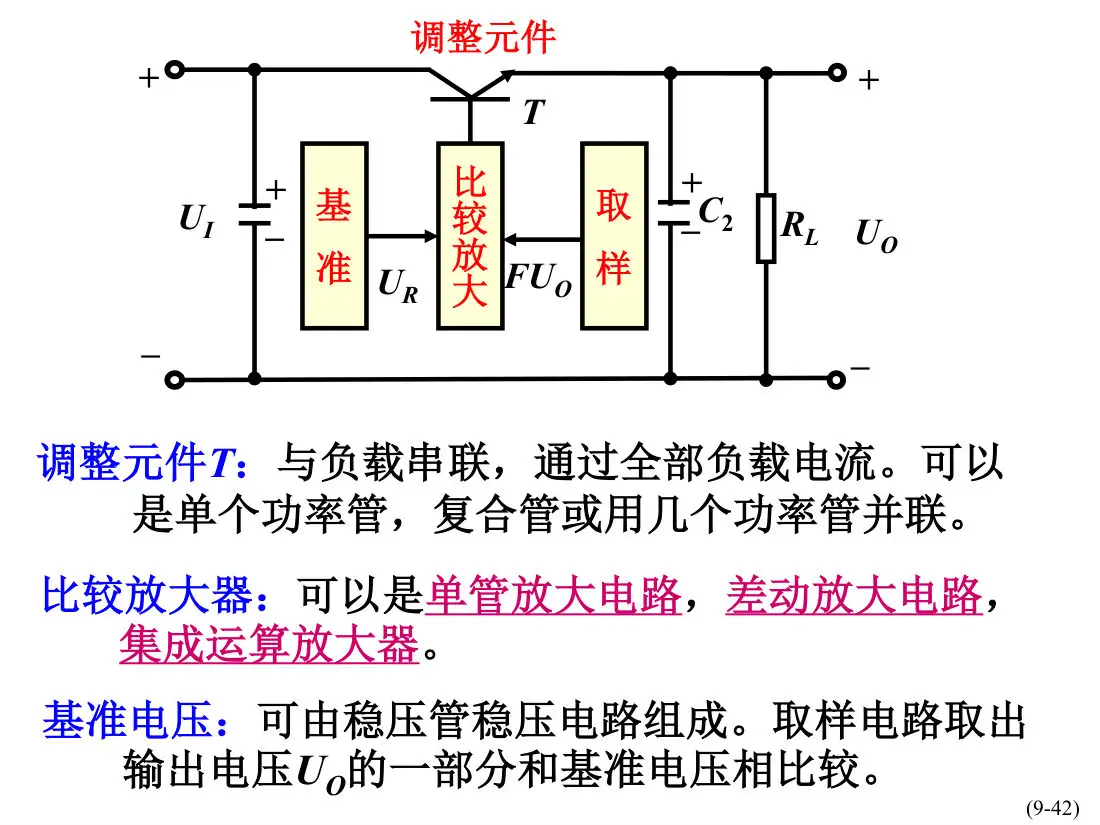 调整元件
+
+
T
基准
比较放大
取样
+
−
+
−
U_I
C₂
R_L
U_O
U_R
FU_O
−
−
调整元件T：与负载串联，通过全部负载电流。可以
是单个功率管，复合管或用几个功率管并联。
比较放大器：可以是单管放大电路，差动放大电路，
集成运算放大器。
基准电压：可由稳压管稳压电路组成。取样电路取出
输出电压U_O的一部分和基准电压相比较。
(9-42)